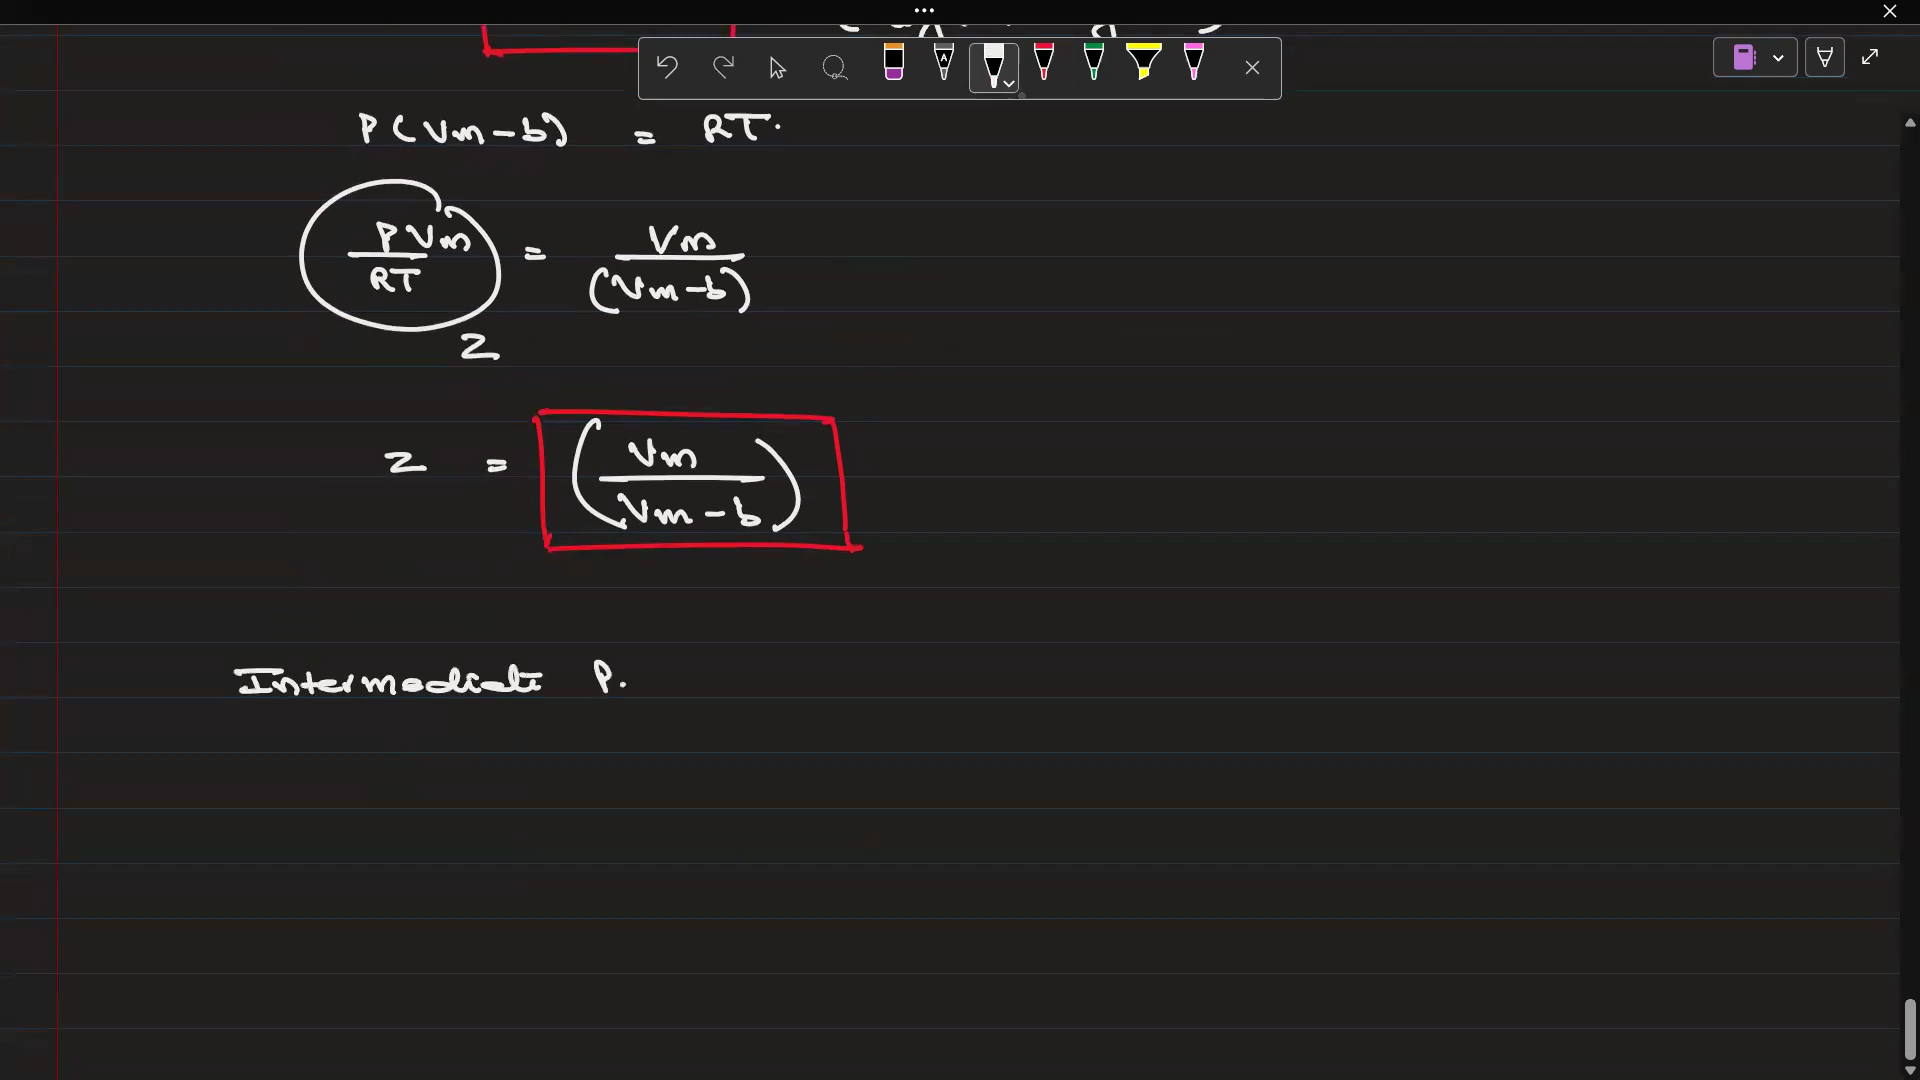 P(Vm-b) = RT.
PVm/RT = Vm/(Vm-b)
Z
Z = (Vm/Vm-b)
Intermediate P.